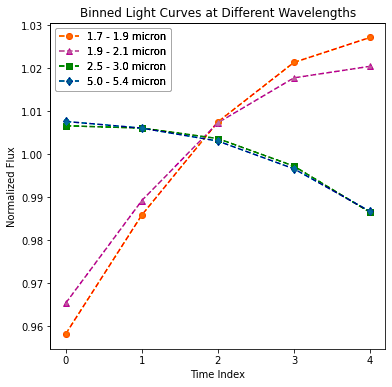 Binned Light Curves at Different Wavelengths
1.7 - 1.9 micron
1.9 - 2.1 micron
2.5 - 3.0 micron
5.0 - 5.4 micron
Normalized Flux
1.03
1.02
1.01
1.00
0.99
0.98
0.97
0.96
0 1 2 3 4
Time Index